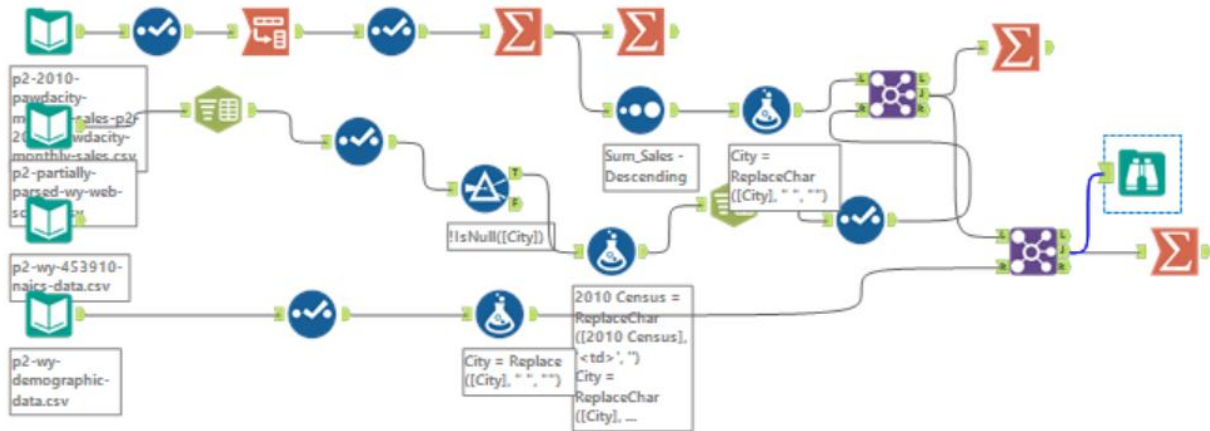 p2-2010-
pawdacity-
monthly-sales.csv
p2-partially-
parsed-wy-web-
p2-wy-453910-
naics-data.csv
p2-wy-
demographic-
data.csv
!IsNull([City])
T
F
City = Replace
([City], " ", "")
2010 Census =
ReplaceChar
([2010 Census],
'<td>', '')
City =
ReplaceChar
([City], ...
Sum_Sales -
Descending
City =
ReplaceChar
([City], " ", "")
L
R
L
J
R
L
R
L
J
R